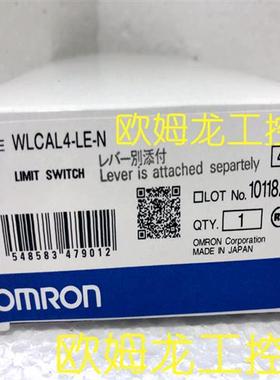 欧姆龙工控
E WLCAL4-LE-N
レバー別添付
LIMIT SWITCH
Lever is attached separtely
LOT No. 10118
QTY. 1
548583 479012
OMRON Corporation
MADE IN JAPAN
OMRON
欧姆龙工控